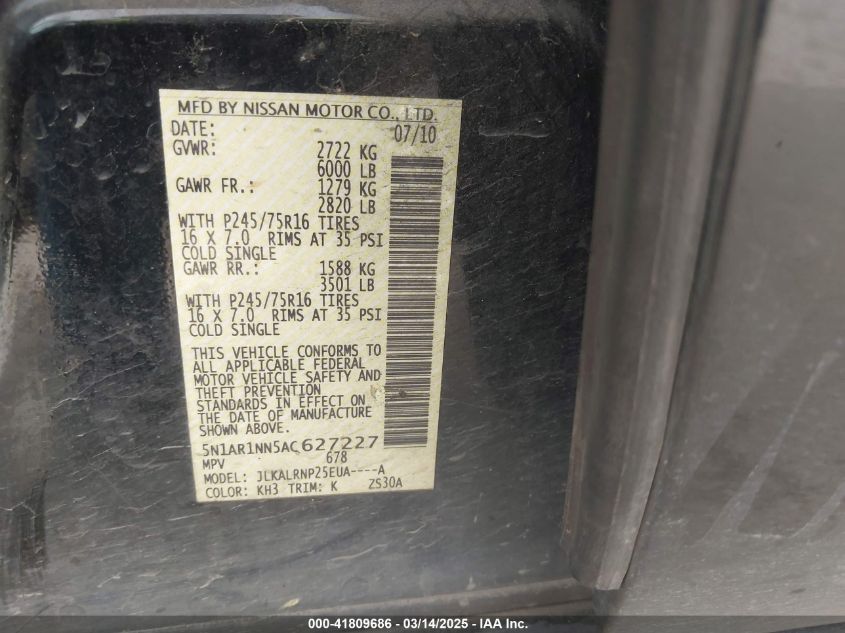 MFD BY NISSAN MOTOR CO., LTD.
DATE: 07/10
GVWR: 2722 KG
6000 LB
GAWR FR.: 1279 KG
2820 LB
WITH P245/75R16 TIRES
16 X 7.0 RIMS AT 35 PSI
COLD SINGLE
GAWR RR.: 1588 KG
3501 LB
WITH P245/75R16 TIRES
16 X 7.0 RIMS AT 35 PSI
COLD SINGLE
THIS VEHICLE CONFORMS TO
ALL APPLICABLE FEDERAL
MOTOR VEHICLE SAFETY AND
THEFT PREVENTION
STANDARDS IN EFFECT ON
THE DATE OF MANUFACTURE
SHOWN ABOVE.
5N1AR1NN5AC627227
MPV 678
MODEL: JLKALRNP25EUA----A
COLOR: KH3 TRIM: K ZS30A
000-41809686 - 03/14/2025 - IAA Inc.